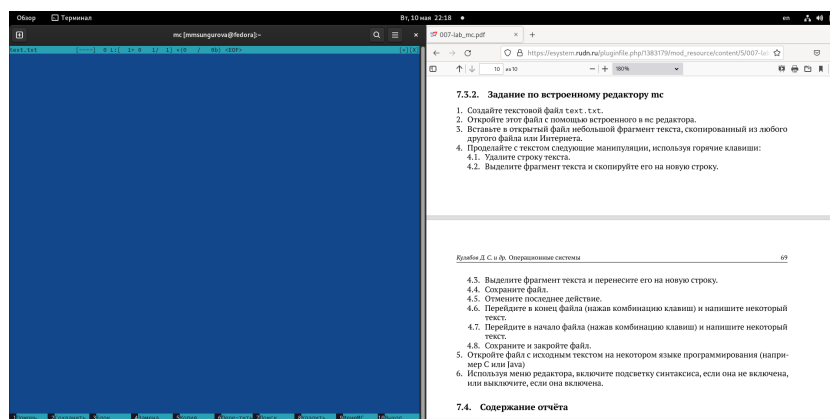 Обзор Терминал Вт, 10 мая 22:18 en
mc [mmsungurova@fedora]:~
007-lab_mc.pdf
https://esystem.rudn.ru/pluginfile.php/1383179/mod_resource/content/5/007-lab
10 из 10 180%
[----] 0 L:[ 1+ 0 1/ 1] *(0 / 0b) <EOF> [*][X]
7.3.2. Задание по встроенному редактору mc
1. Создайте текстовой файл text.txt.
2. Откройте этот файл с помощью встроенного в mc редактора.
3. Вставьте в открытый файл небольшой фрагмент текста, скопированный из любого
другого файла или Интернета.
4. Проделайте с текстом следующие манипуляции, используя горячие клавиши:
4.1. Удалите строку текста.
4.2. Выделите фрагмент текста и скопируйте его на новую строку.
Кулябов Д. С. и др. Операционные системы 69
4.3. Выделите фрагмент текста и перенесите его на новую строку.
4.4. Сохраните файл.
4.5. Отмените последнее действие.
4.6. Перейдите в конец файла (нажав комбинацию клавиш) и напишите некоторый
текст.
4.7. Перейдите в начало файла (нажав комбинацию клавиш) и напишите некоторый
текст.
4.8. Сохраните и закройте файл.
5. Откройте файл с исходным текстом на некотором языке программирования (напри-
мер C или Java)
6. Используя меню редактора, включите подсветку синтаксиса, если она не включена,
или выключите, если она включена.
7.4. Содержание отчёта